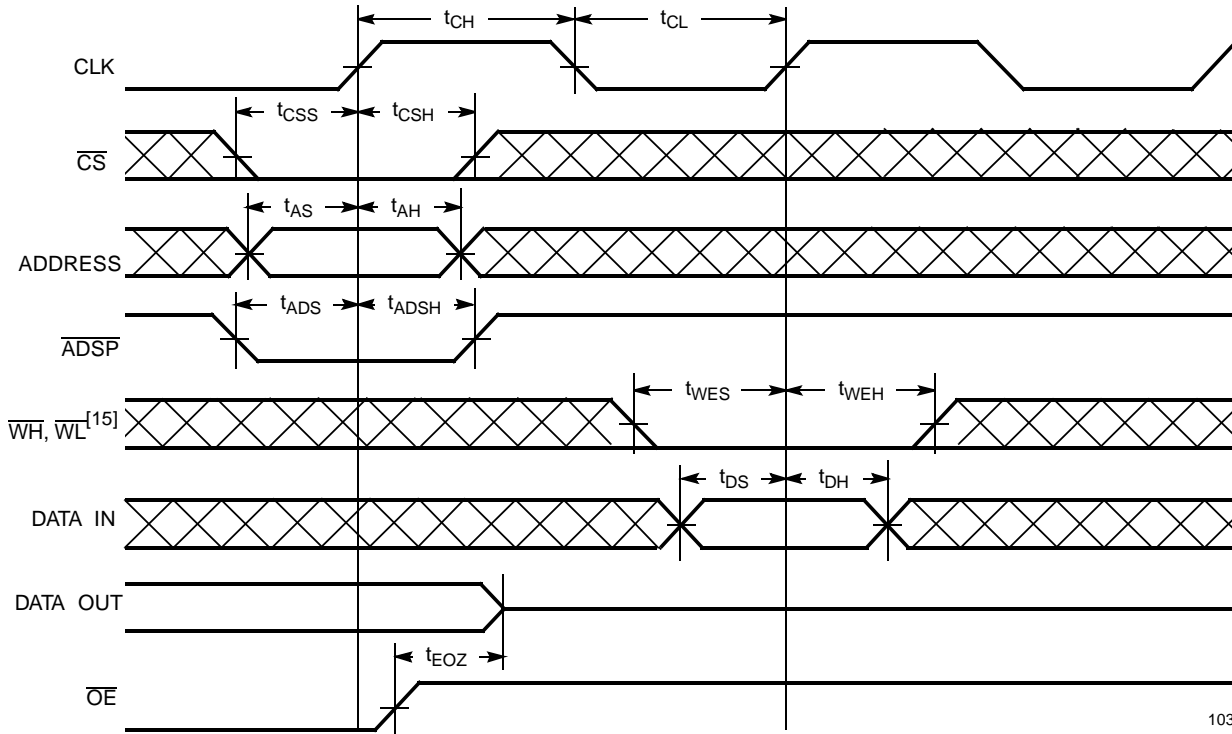 tCH tCL
CLK
tCSS tCSH
CS
tAS tAH
ADDRESS
tADS tADSH
ADSP
tWES tWEH
WH, WL[15]
tDS tDH
DATA IN
DATA OUT
tEOZ
OE
103